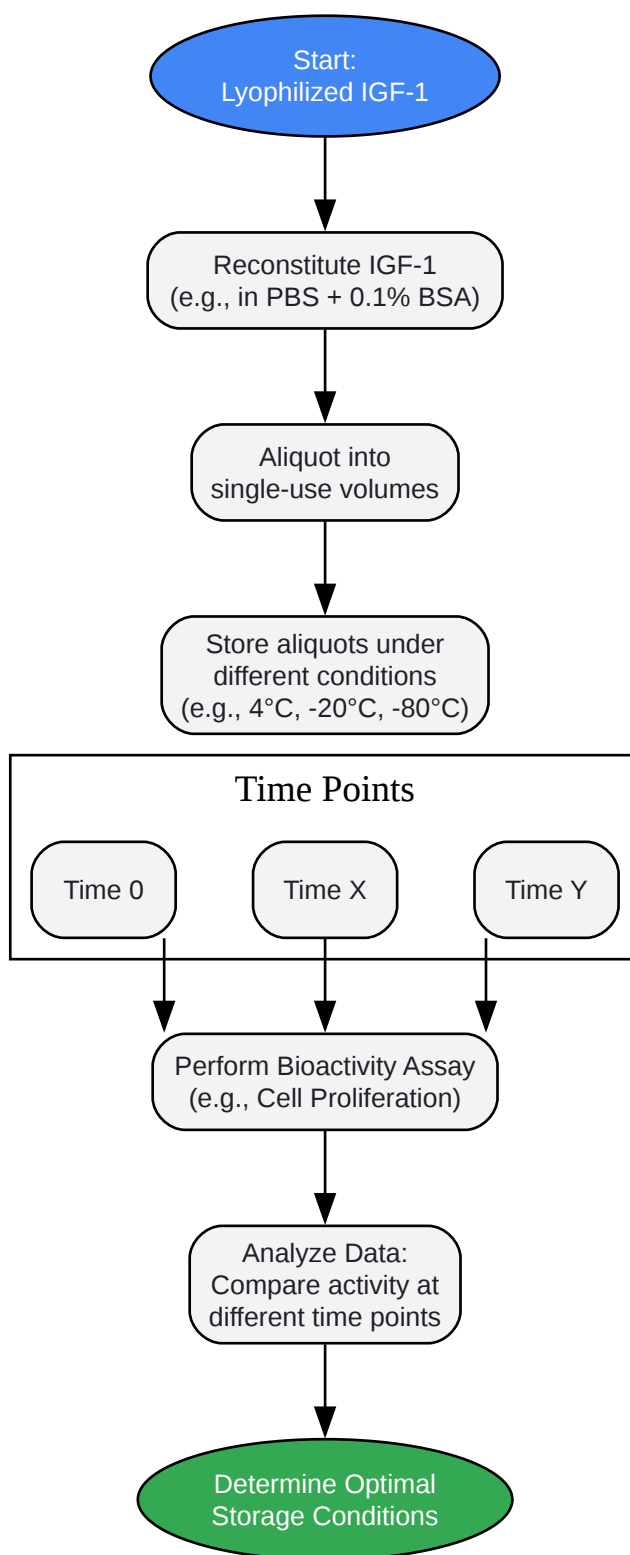 Start:
Lyophilized IGF-1
Reconstitute IGF-1
(e.g., in PBS + 0.1% BSA)
Aliquot into
single-use volumes
Store aliquots under
different conditions
(e.g., 4°C, -20°C, -80°C)
Time Points
Time 0
Time X
Time Y
Perform Bioactivity Assay
(e.g., Cell Proliferation)
Analyze Data:
Compare activity at
different time points
Determine Optimal
Storage Conditions